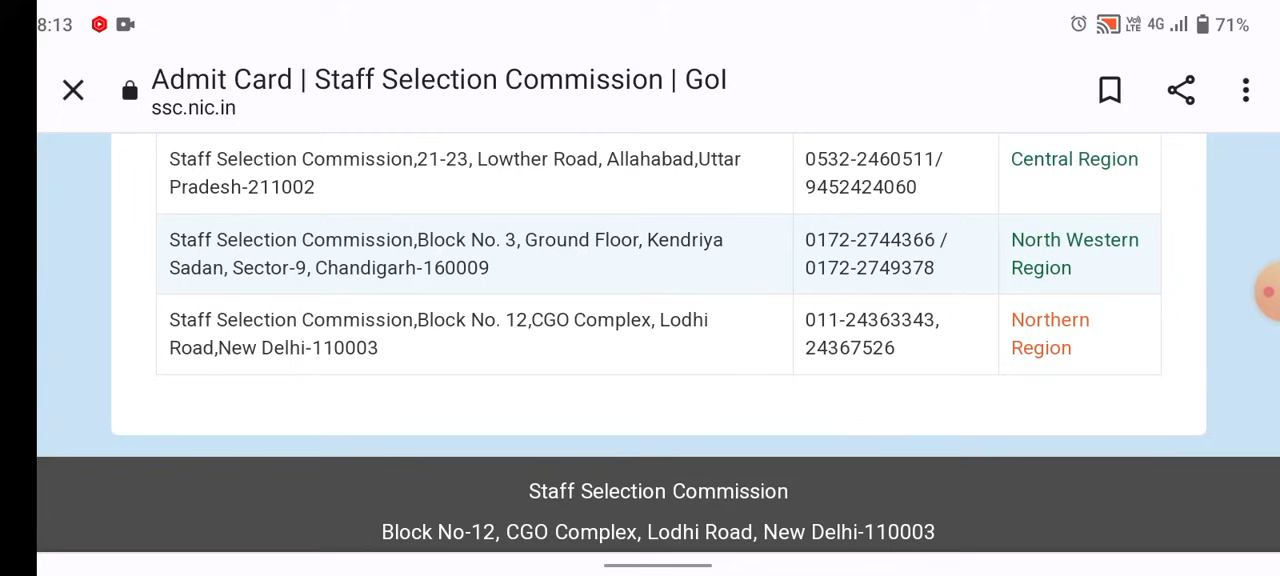 8:13 4G 71%
Admit Card | Staff Selection Commission | GoI
ssc.nic.in
Staff Selection Commission,21-23, Lowther Road, Allahabad,Uttar
Pradesh-211002
0532-2460511/
9452424060
Central Region
Staff Selection Commission,Block No. 3, Ground Floor, Kendriya
Sadan, Sector-9, Chandigarh-160009
0172-2744366 /
0172-2749378
North Western
Region
Staff Selection Commission,Block No. 12,CGO Complex, Lodhi
Road,New Delhi-110003
011-24363343,
24367526
Northern
Region
Staff Selection Commission
Block No-12, CGO Complex, Lodhi Road, New Delhi-110003